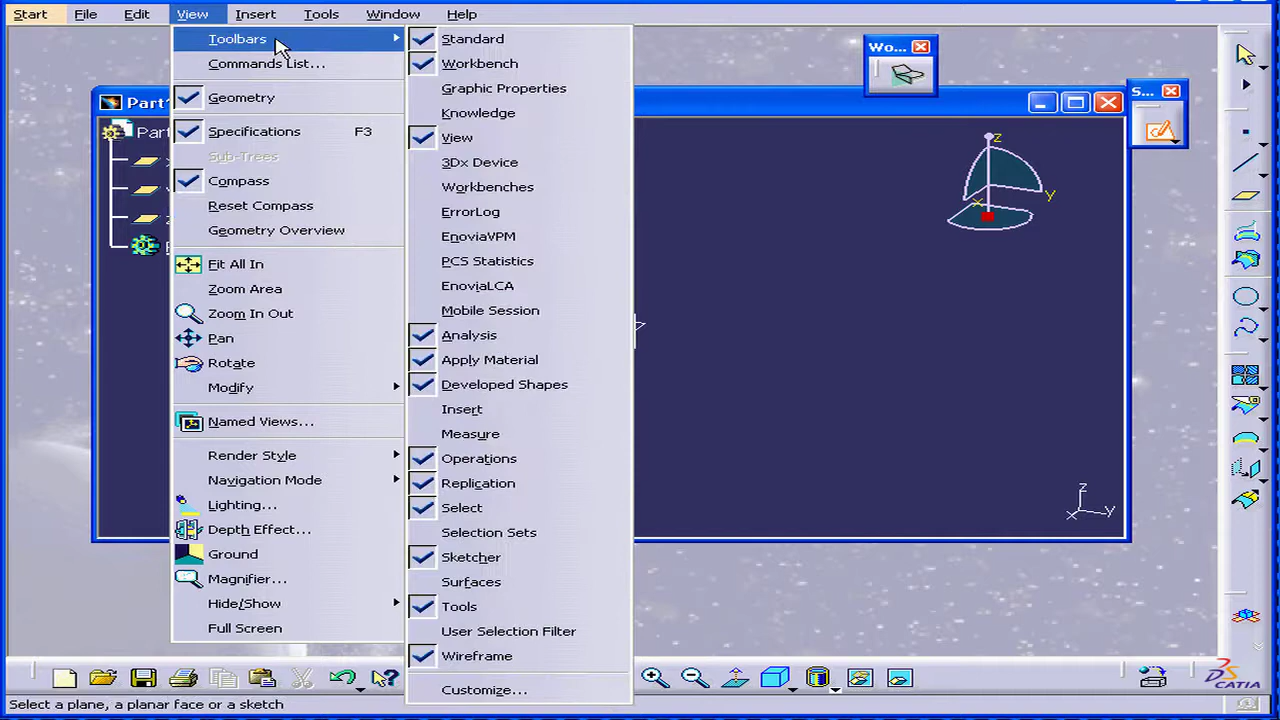 Start File Edit View Insert Tools Window Help
Toolbars
Commands List...
Geometry
Specifications F3
Sub-Trees
Compass
Reset Compass
Geometry Overview
Fit All In
Zoom Area
Zoom In Out
Pan
Rotate
Modify
Named Views...
Render Style
Navigation Mode
Lighting...
Depth Effect...
Ground
Magnifier...
Hide/Show
Full Screen
Standard
Workbench
Graphic Properties
Knowledge
View
3Dx Device
Workbenches
ErrorLog
EnoviaVPM
PCS Statistics
EnoviaLCA
Mobile Session
Analysis
Apply Material
Developed Shapes
Insert
Measure
Operations
Replication
Select
Selection Sets
Sketcher
Surfaces
Tools
User Selection Filter
Wireframe
Customize...
Part
Part
Wo...
S...
z
x
y
z
x y
CATIA
Select a plane, a planar face or a sketch